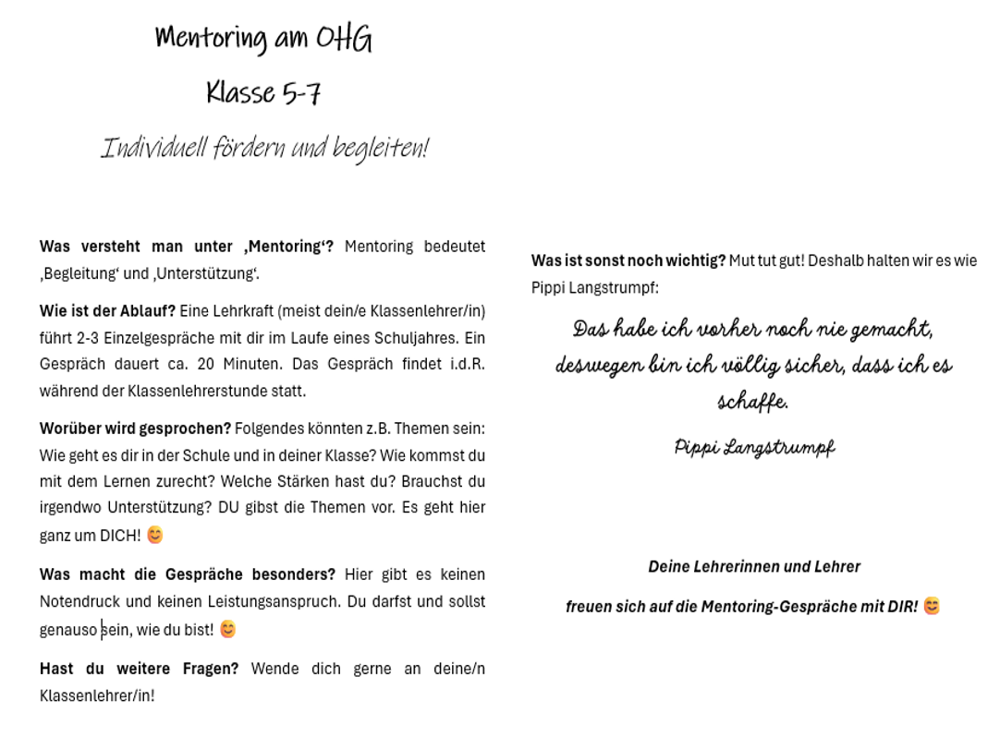 Mentoring am OHG
Klasse 5-7
Individuell fördern und begleiten!
Was versteht man unter ‚Mentoring‘? Mentoring bedeutet
‚Begleitung‘ und ‚Unterstützung‘.
Wie ist der Ablauf? Eine Lehrkraft (meist dein/e Klassenlehrer/in)
führt 2-3 Einzelgespräche mit dir im Laufe eines Schuljahres. Ein
Gespräch dauert ca. 20 Minuten. Das Gespräch findet i.d.R.
während der Klassenlehrerstunde statt.
Worüber wird gesprochen? Folgendes könnten z.B. Themen sein:
Wie geht es dir in der Schule und in deiner Klasse? Wie kommst du
mit dem Lernen zurecht? Welche Stärken hast du? Brauchst du
irgendwo Unterstützung? DU gibst die Themen vor. Es geht hier
ganz um DICH! 😊
Was macht die Gespräche besonders? Hier gibt es keinen
Notendruck und keinen Leistungsanspruch. Du darfst und sollst
genauso sein, wie du bist! 😊
Hast du weitere Fragen? Wende dich gerne an deine/n
Klassenlehrer/in!
Was ist sonst noch wichtig? Mut tut gut! Deshalb halten wir es wie
Pippi Langstrumpf:
Das habe ich vorher noch nie gemacht,
deswegen bin ich völlig sicher, dass ich es
schaffe.
Pippi Langstrumpf
Deine Lehrerinnen und Lehrer
freuen sich auf die Mentoring-Gespräche mit DIR! 😊